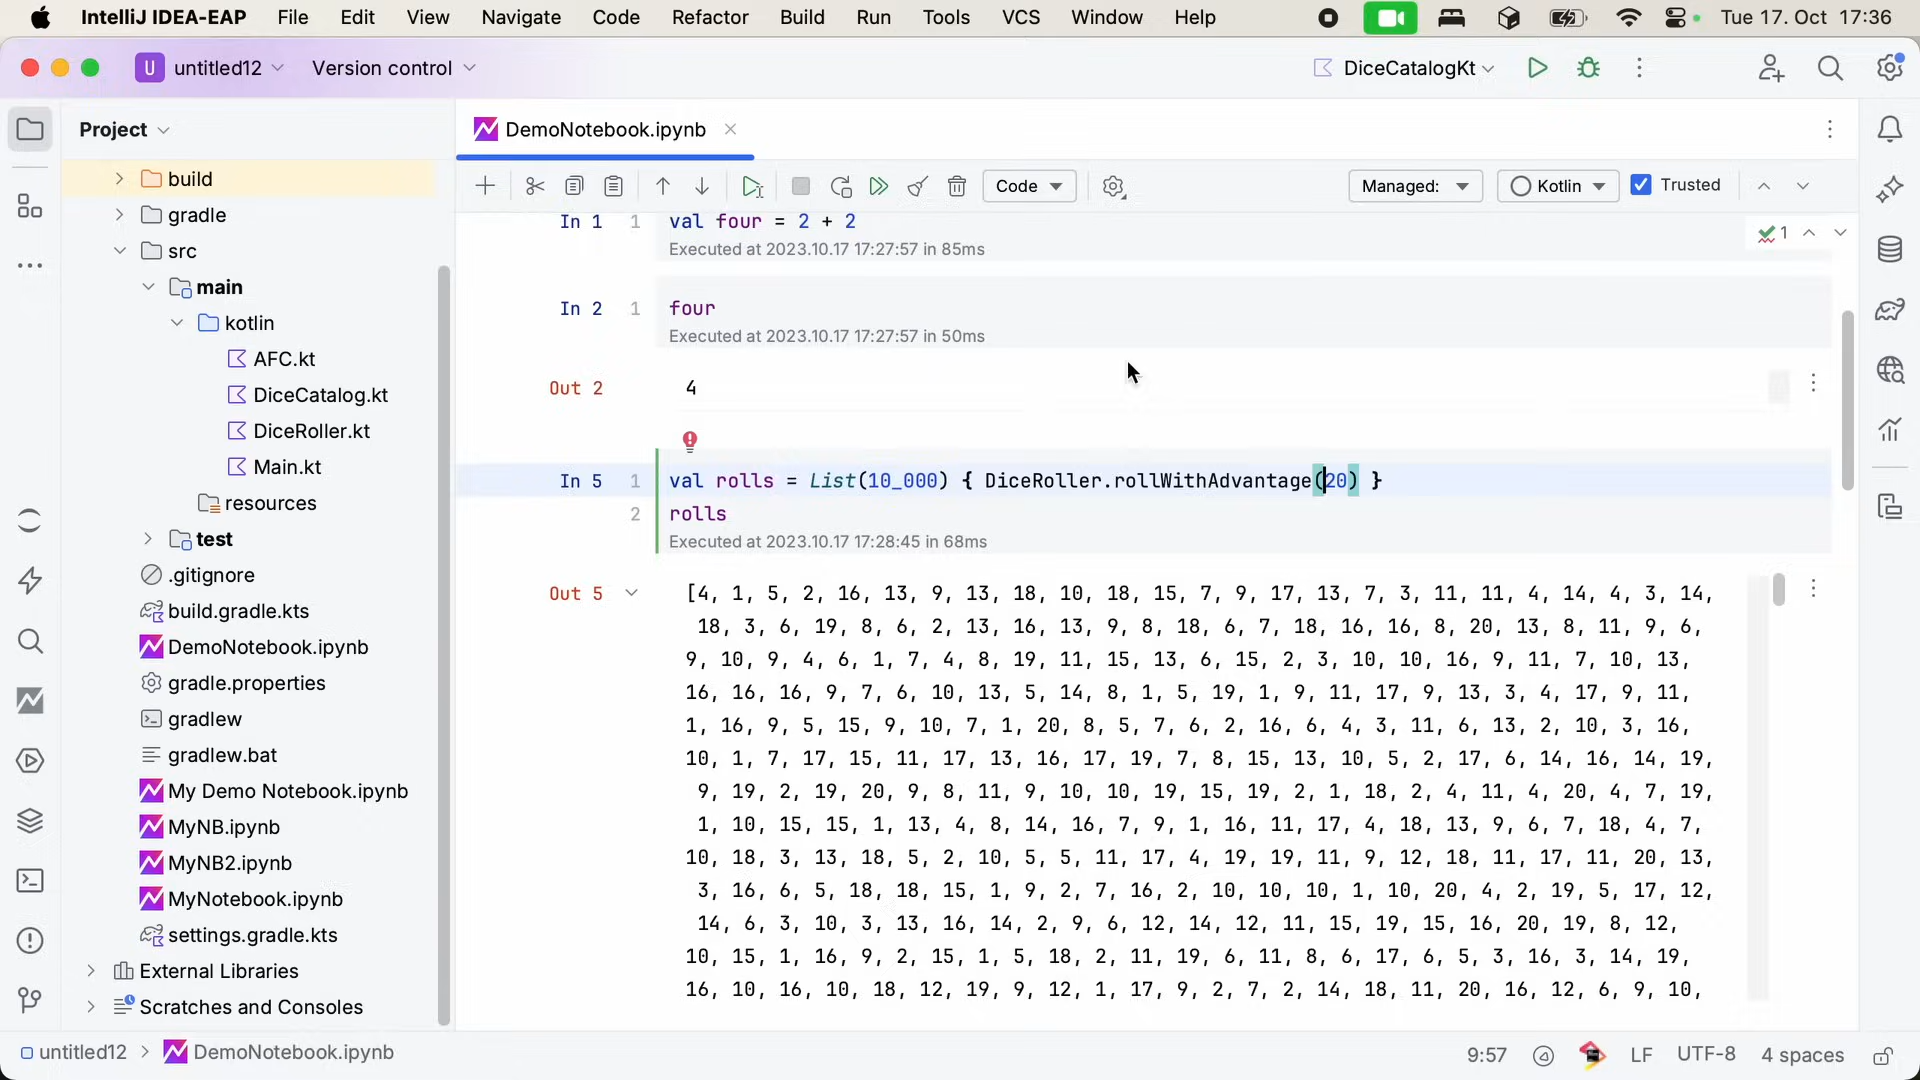 IntelliJ IDEA-EAP File Edit View Navigate Code Refactor Build Run Tools VCS Window Help Tue 17. Oct 17:36
U untitled12 Version control DiceCatalogKt
Project
DemoNotebook.ipynb
Code Managed: Kotlin Trusted
build
gradle
src
main
kotlin
AFC.kt
DiceCatalog.kt
DiceRoller.kt
Main.kt
resources
test
.gitignore
build.gradle.kts
DemoNotebook.ipynb
gradle.properties
gradlew
gradlew.bat
My Demo Notebook.ipynb
MyNB.ipynb
MyNB2.ipynb
MyNotebook.ipynb
settings.gradle.kts
External Libraries
Scratches and Consoles
In 1 1 val four = 2 + 2
1
Executed at 2023.10.17 17:27:57 in 85ms
In 2 1 four
Executed at 2023.10.17 17:27:57 in 50ms
Out 2 4
In 5 1 val rolls = List(10_000) { DiceRoller.rollWithAdvantage(20) }
2 rolls
Executed at 2023.10.17 17:28:45 in 68ms
Out 5 [4, 1, 5, 2, 16, 13, 9, 13, 18, 10, 18, 15, 7, 9, 17, 13, 7, 3, 11, 11, 4, 14, 4, 3, 14,
18, 3, 6, 19, 8, 6, 2, 13, 16, 13, 9, 8, 18, 6, 7, 18, 16, 16, 8, 20, 13, 8, 11, 9, 6,
9, 10, 9, 4, 6, 1, 7, 4, 8, 19, 11, 15, 13, 6, 15, 2, 3, 10, 10, 16, 9, 11, 7, 10, 13,
16, 16, 16, 9, 7, 6, 10, 13, 5, 14, 8, 1, 5, 19, 1, 9, 11, 17, 9, 13, 3, 4, 17, 9, 11,
1, 16, 9, 5, 15, 9, 10, 7, 1, 20, 8, 5, 7, 6, 2, 16, 6, 4, 3, 11, 6, 13, 2, 10, 3, 16,
10, 1, 7, 17, 15, 11, 17, 13, 16, 17, 19, 7, 8, 15, 13, 10, 5, 2, 17, 6, 14, 16, 14, 19,
9, 19, 2, 19, 20, 9, 8, 11, 9, 10, 10, 19, 15, 19, 2, 1, 18, 2, 4, 11, 4, 20, 4, 7, 19,
1, 10, 15, 15, 1, 13, 4, 8, 14, 16, 7, 9, 1, 16, 11, 17, 4, 18, 13, 9, 6, 7, 18, 4, 7,
10, 18, 3, 13, 18, 5, 2, 10, 5, 5, 11, 17, 4, 19, 19, 11, 9, 12, 18, 11, 17, 11, 20, 13,
3, 16, 6, 5, 18, 18, 15, 1, 9, 2, 7, 16, 2, 10, 10, 10, 1, 10, 20, 4, 2, 19, 5, 17, 12,
14, 6, 3, 10, 3, 13, 16, 14, 2, 9, 6, 12, 14, 12, 11, 15, 19, 15, 16, 20, 19, 8, 12,
10, 15, 1, 16, 9, 2, 15, 1, 5, 18, 2, 11, 19, 6, 11, 8, 6, 17, 6, 5, 3, 16, 3, 14, 19,
16, 10, 16, 10, 18, 12, 19, 9, 12, 1, 17, 9, 2, 7, 2, 14, 18, 11, 20, 16, 12, 6, 9, 10,
untitled12 DemoNotebook.ipynb 9:57 LF UTF-8 4 spaces